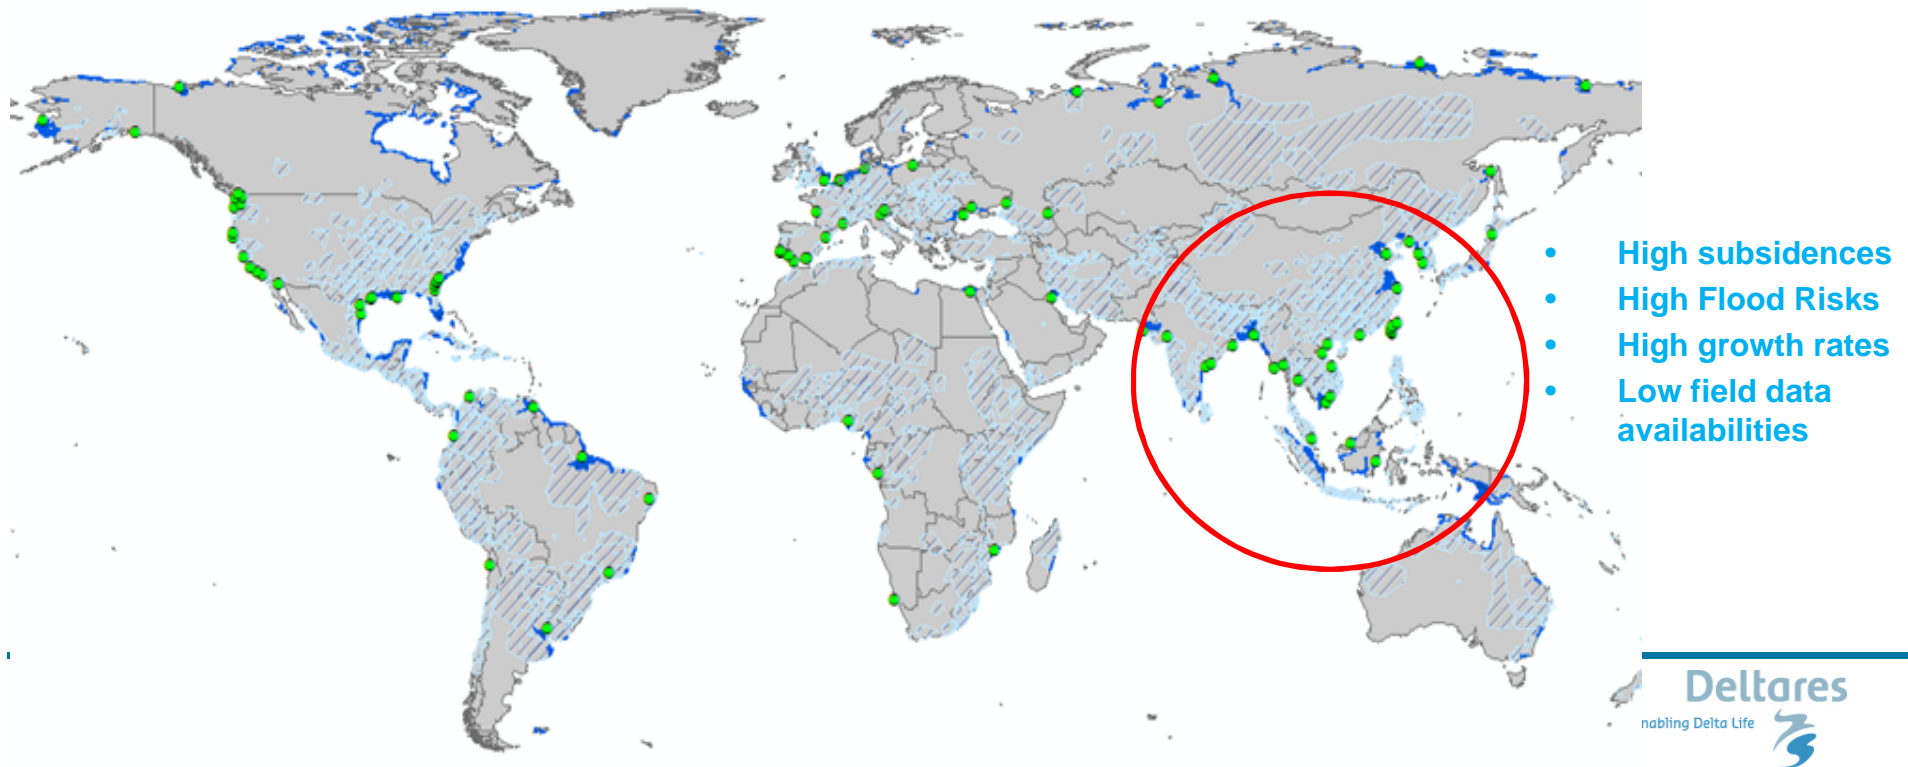 • High subsidences
• High Flood Risks
• High growth rates
• Low field data
availabilities
Deltares
nabling Delta Life